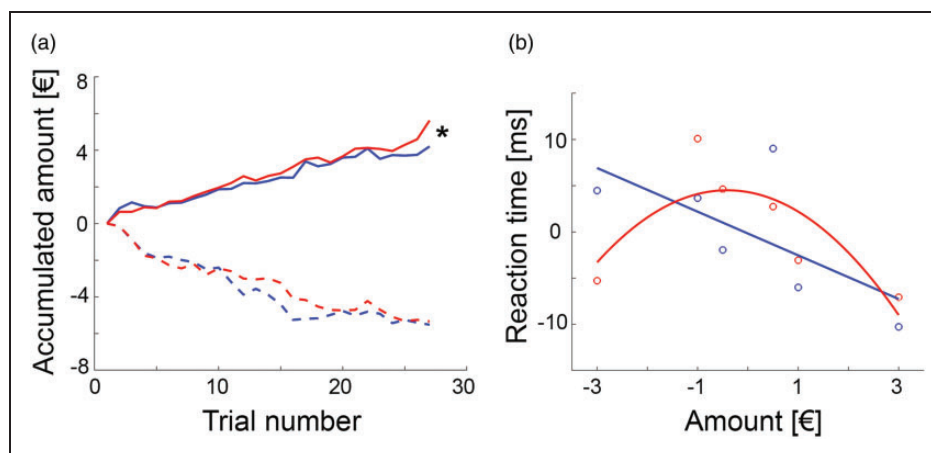 (a)
Accumulated amount [€]
8
4
0
-4
-8
*
0
10
20
30
Trial number
(b)
Reaction time [ms]
10
0
-10
-3
-1
1
3
Amount [€]